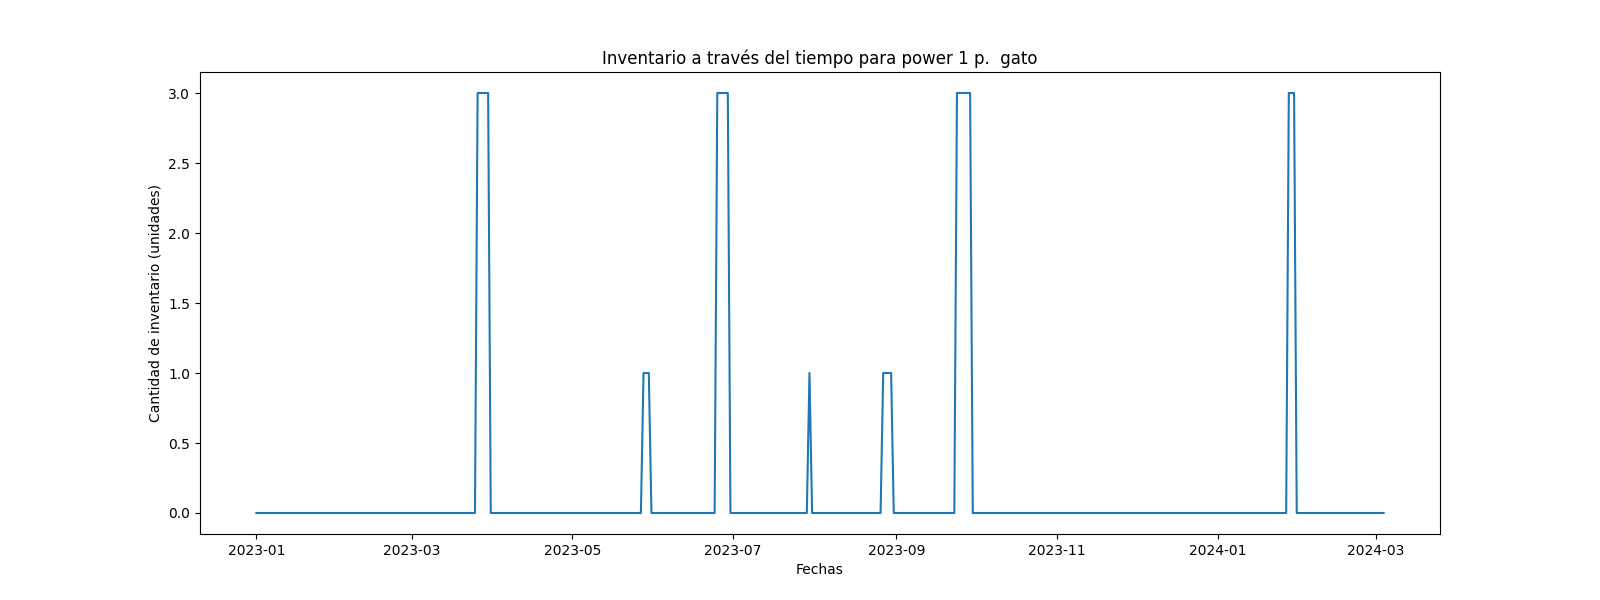 Inventario a través del tiempo para power 1 p.  gato
Cantidad de inventario (unidades)
3.0
2.5
2.0
1.5
1.0
0.5
0.0
2023-01 2023-03 2023-05 2023-07 2023-09 2023-11 2024-01 2024-03
Fechas